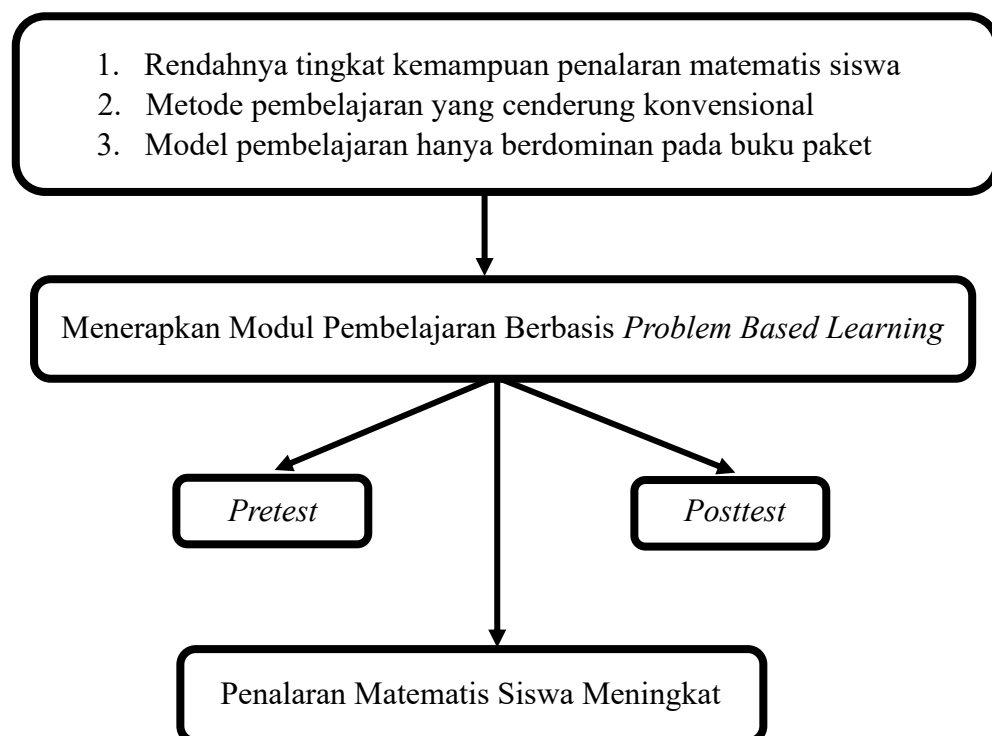 1. Rendahnya tingkat kemampuan penalaran matematis siswa
2. Metode pembelajaran yang cenderung konvensional
3. Model pembelajaran hanya berdominan pada buku paket
Menerapkan Modul Pembelajaran Berbasis Problem Based Learning
Pretest
Posttest
Penalaran Matematis Siswa Meningkat